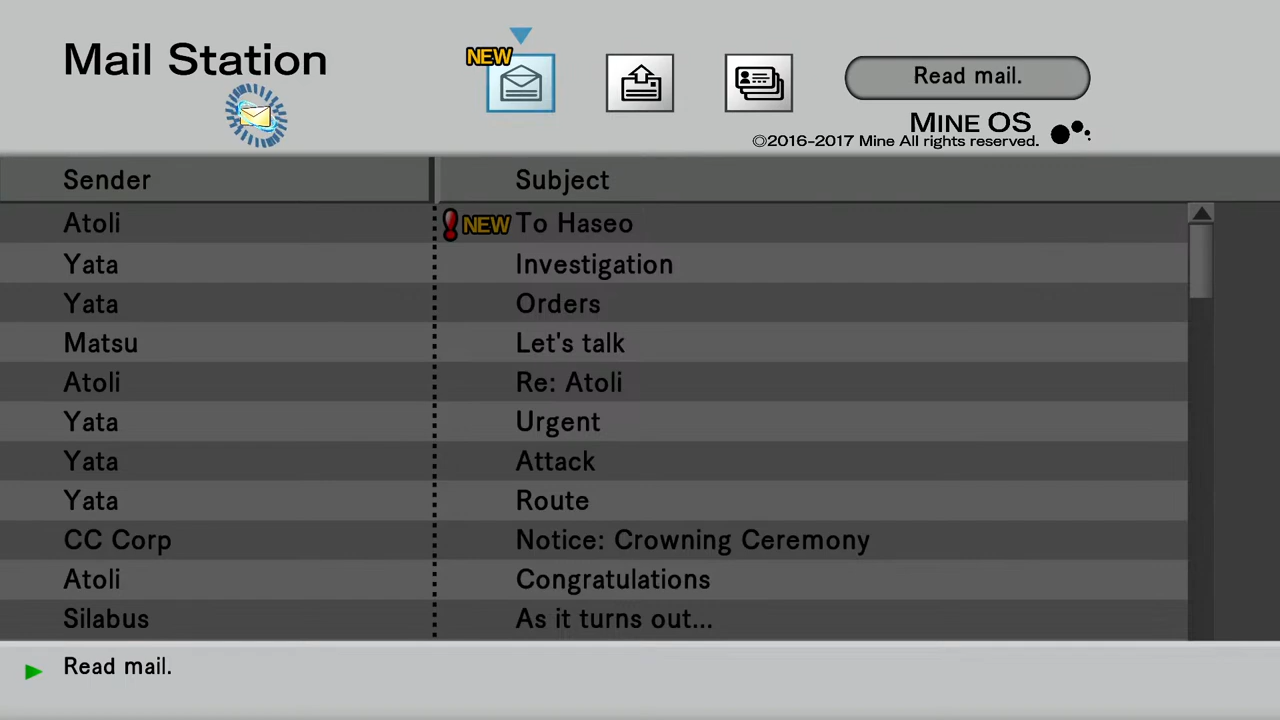 Mail Station
NEW
Read mail.
MINE OS
©2016-2017 Mine All rights reserved.
Sender Subject
Atoli NEW To Haseo
Yata Investigation
Yata Orders
Matsu Let's talk
Atoli Re: Atoli
Yata Urgent
Yata Attack
Yata Route
CC Corp Notice: Crowning Ceremony
Atoli Congratulations
Silabus As it turns out...
Read mail.